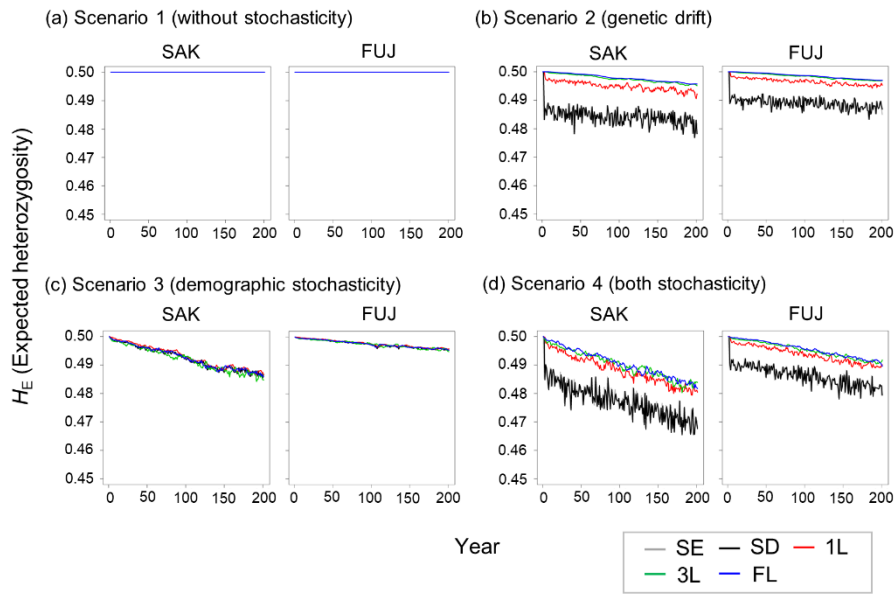 (a) Scenario 1 (without stochasticity)
(b) Scenario 2 (genetic drift)
SAK FUJ SAK FUJ
0.50 0.50
0.49 0.49
0.48 0.48
0.47 0.47
0.46 0.46
0.45 0.45
0 50 100 150 200 0 50 100 150 200 0 50 100 150 200 0 50 100 150 200
HE (Expected heterozygosity)
(c) Scenario 3 (demographic stochasticity)
(d) Scenario 4 (both stochasticity)
SAK FUJ SAK FUJ
0.50 0.50
0.49 0.49
0.48 0.48
0.47 0.47
0.46 0.46
0.45 0.45
0 50 100 150 200 0 50 100 150 200 0 50 100 150 200 0 50 100 150 200
Year
SE SD 1L
3L FL